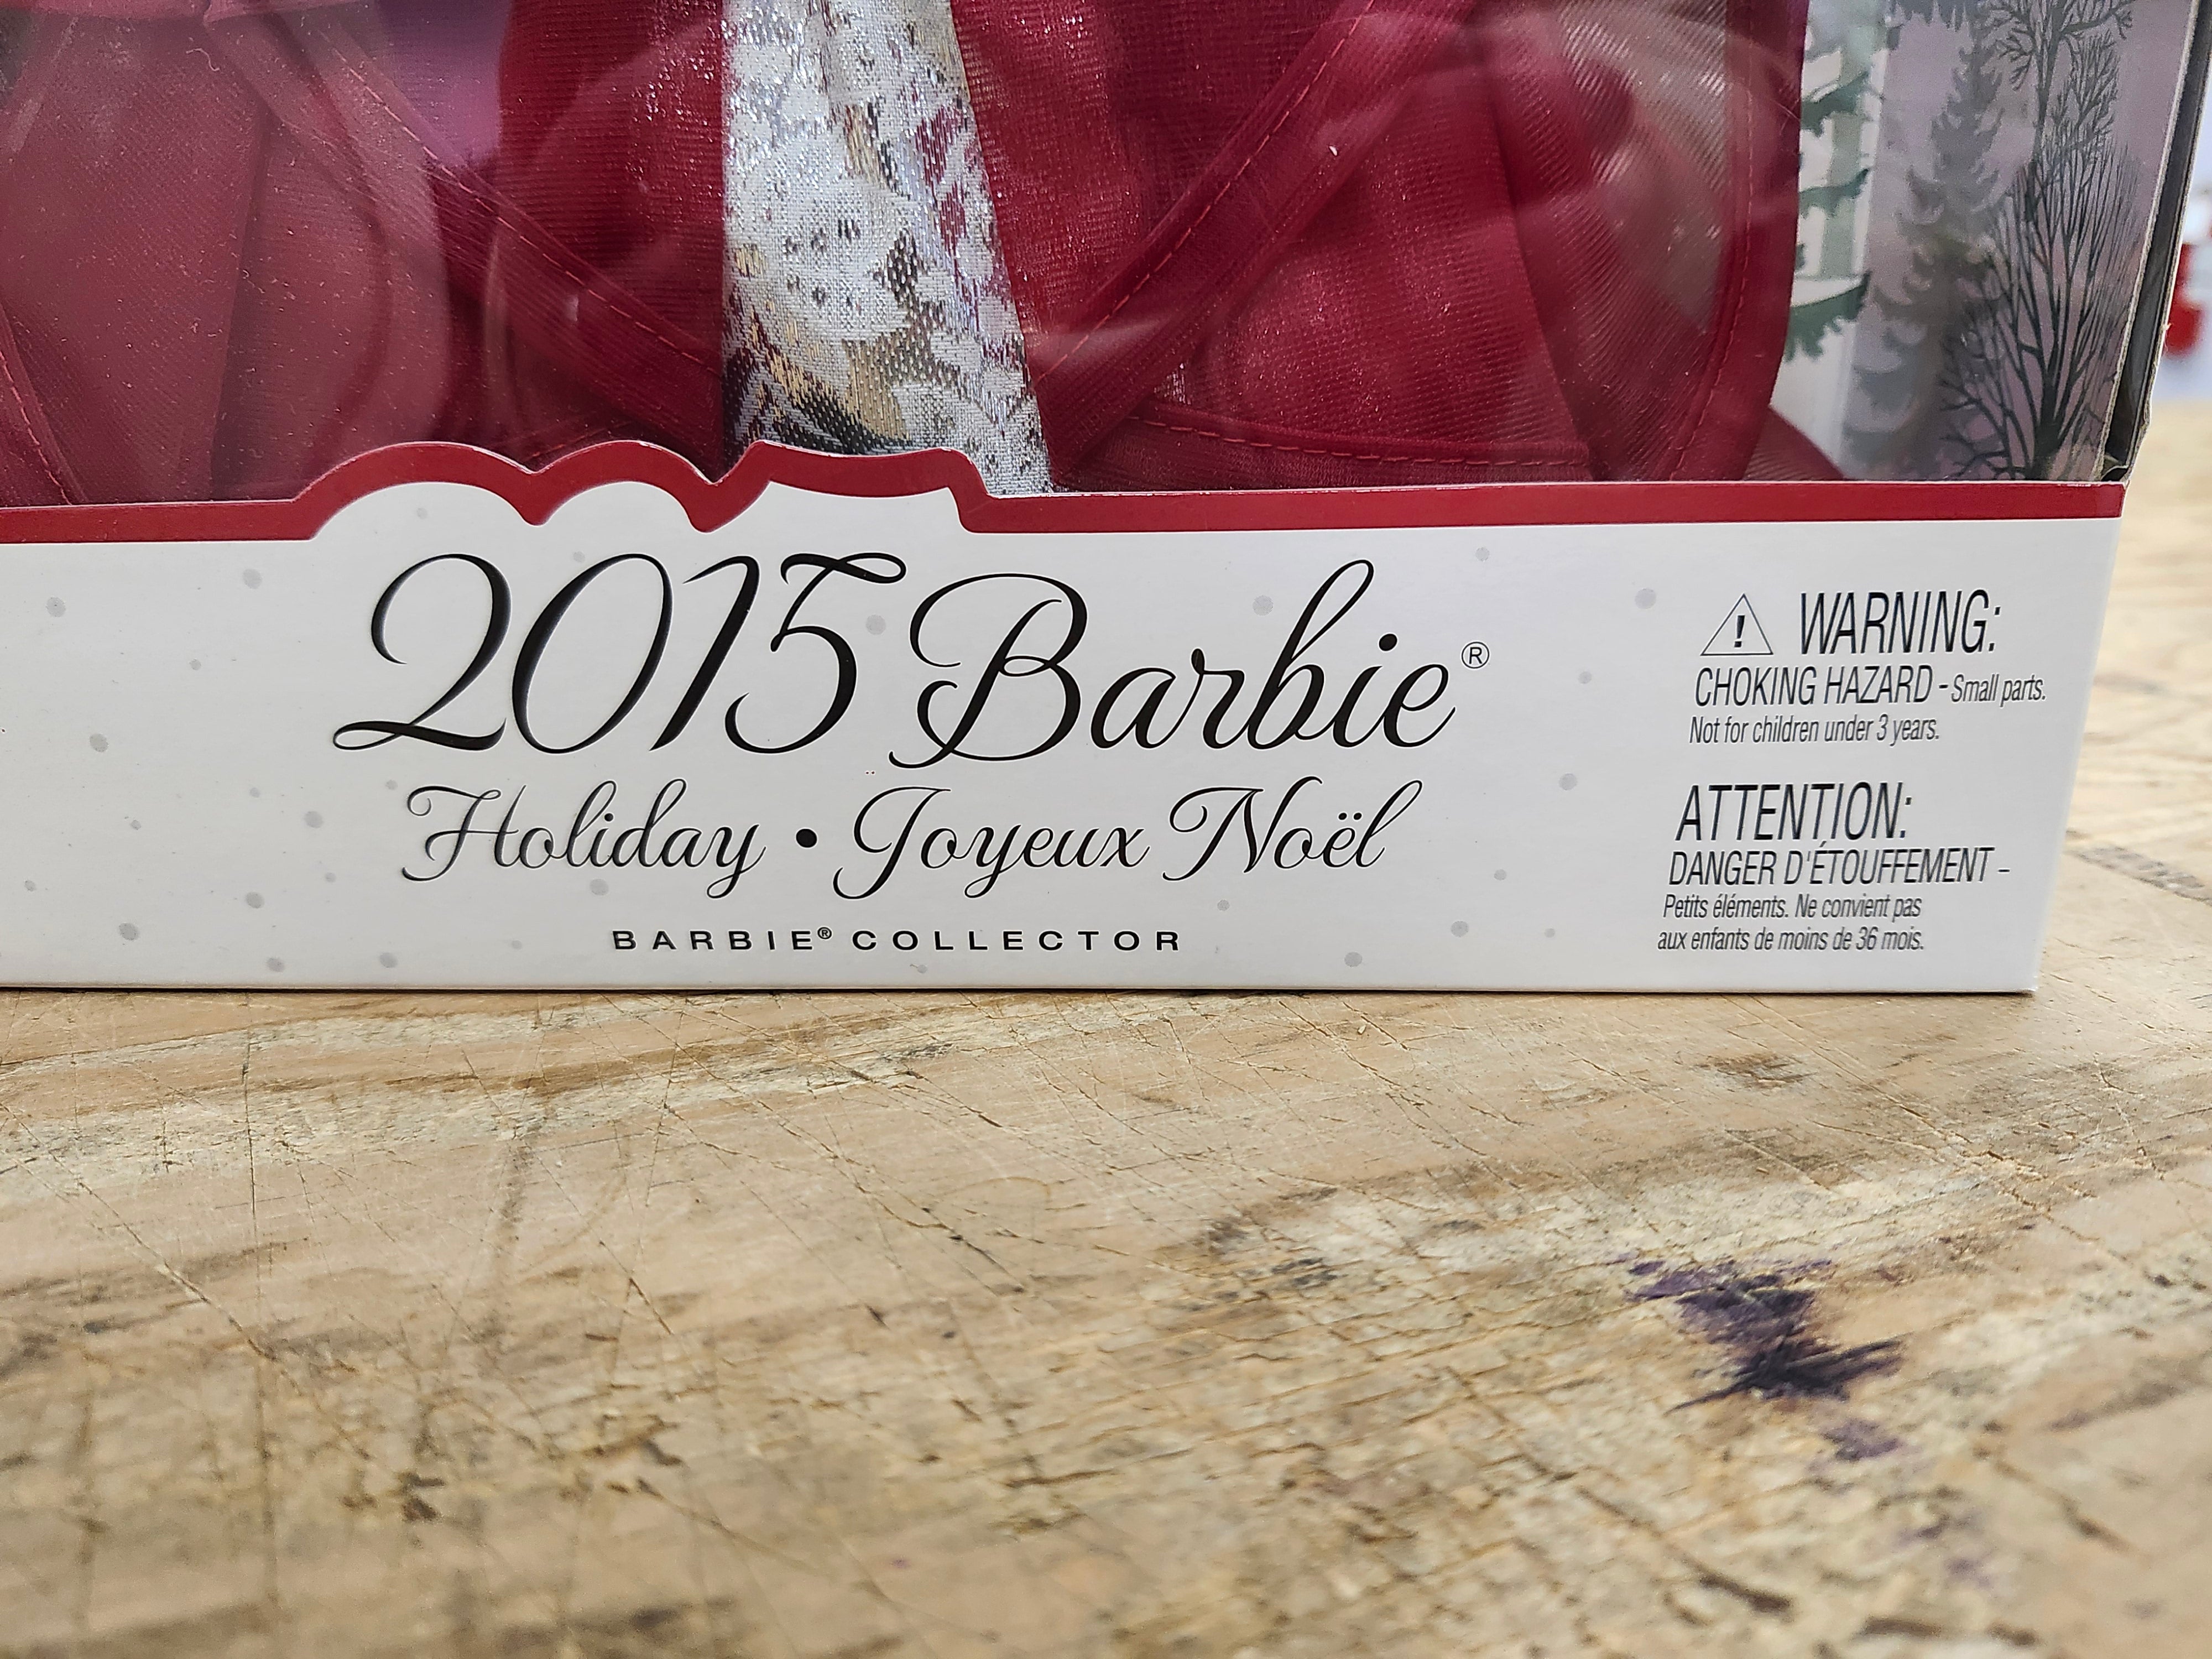 2015 Barbie®
Holiday • Joyeux Noël
BARBIE® COLLECTOR
⚠ WARNING:
CHOKING HAZARD - Small parts.
Not for children under 3 years.
ATTENTION:
DANGER D'ÉTOUFFEMENT -
Petits éléments. Ne convient pas
aux enfants de moins de 36 mois.